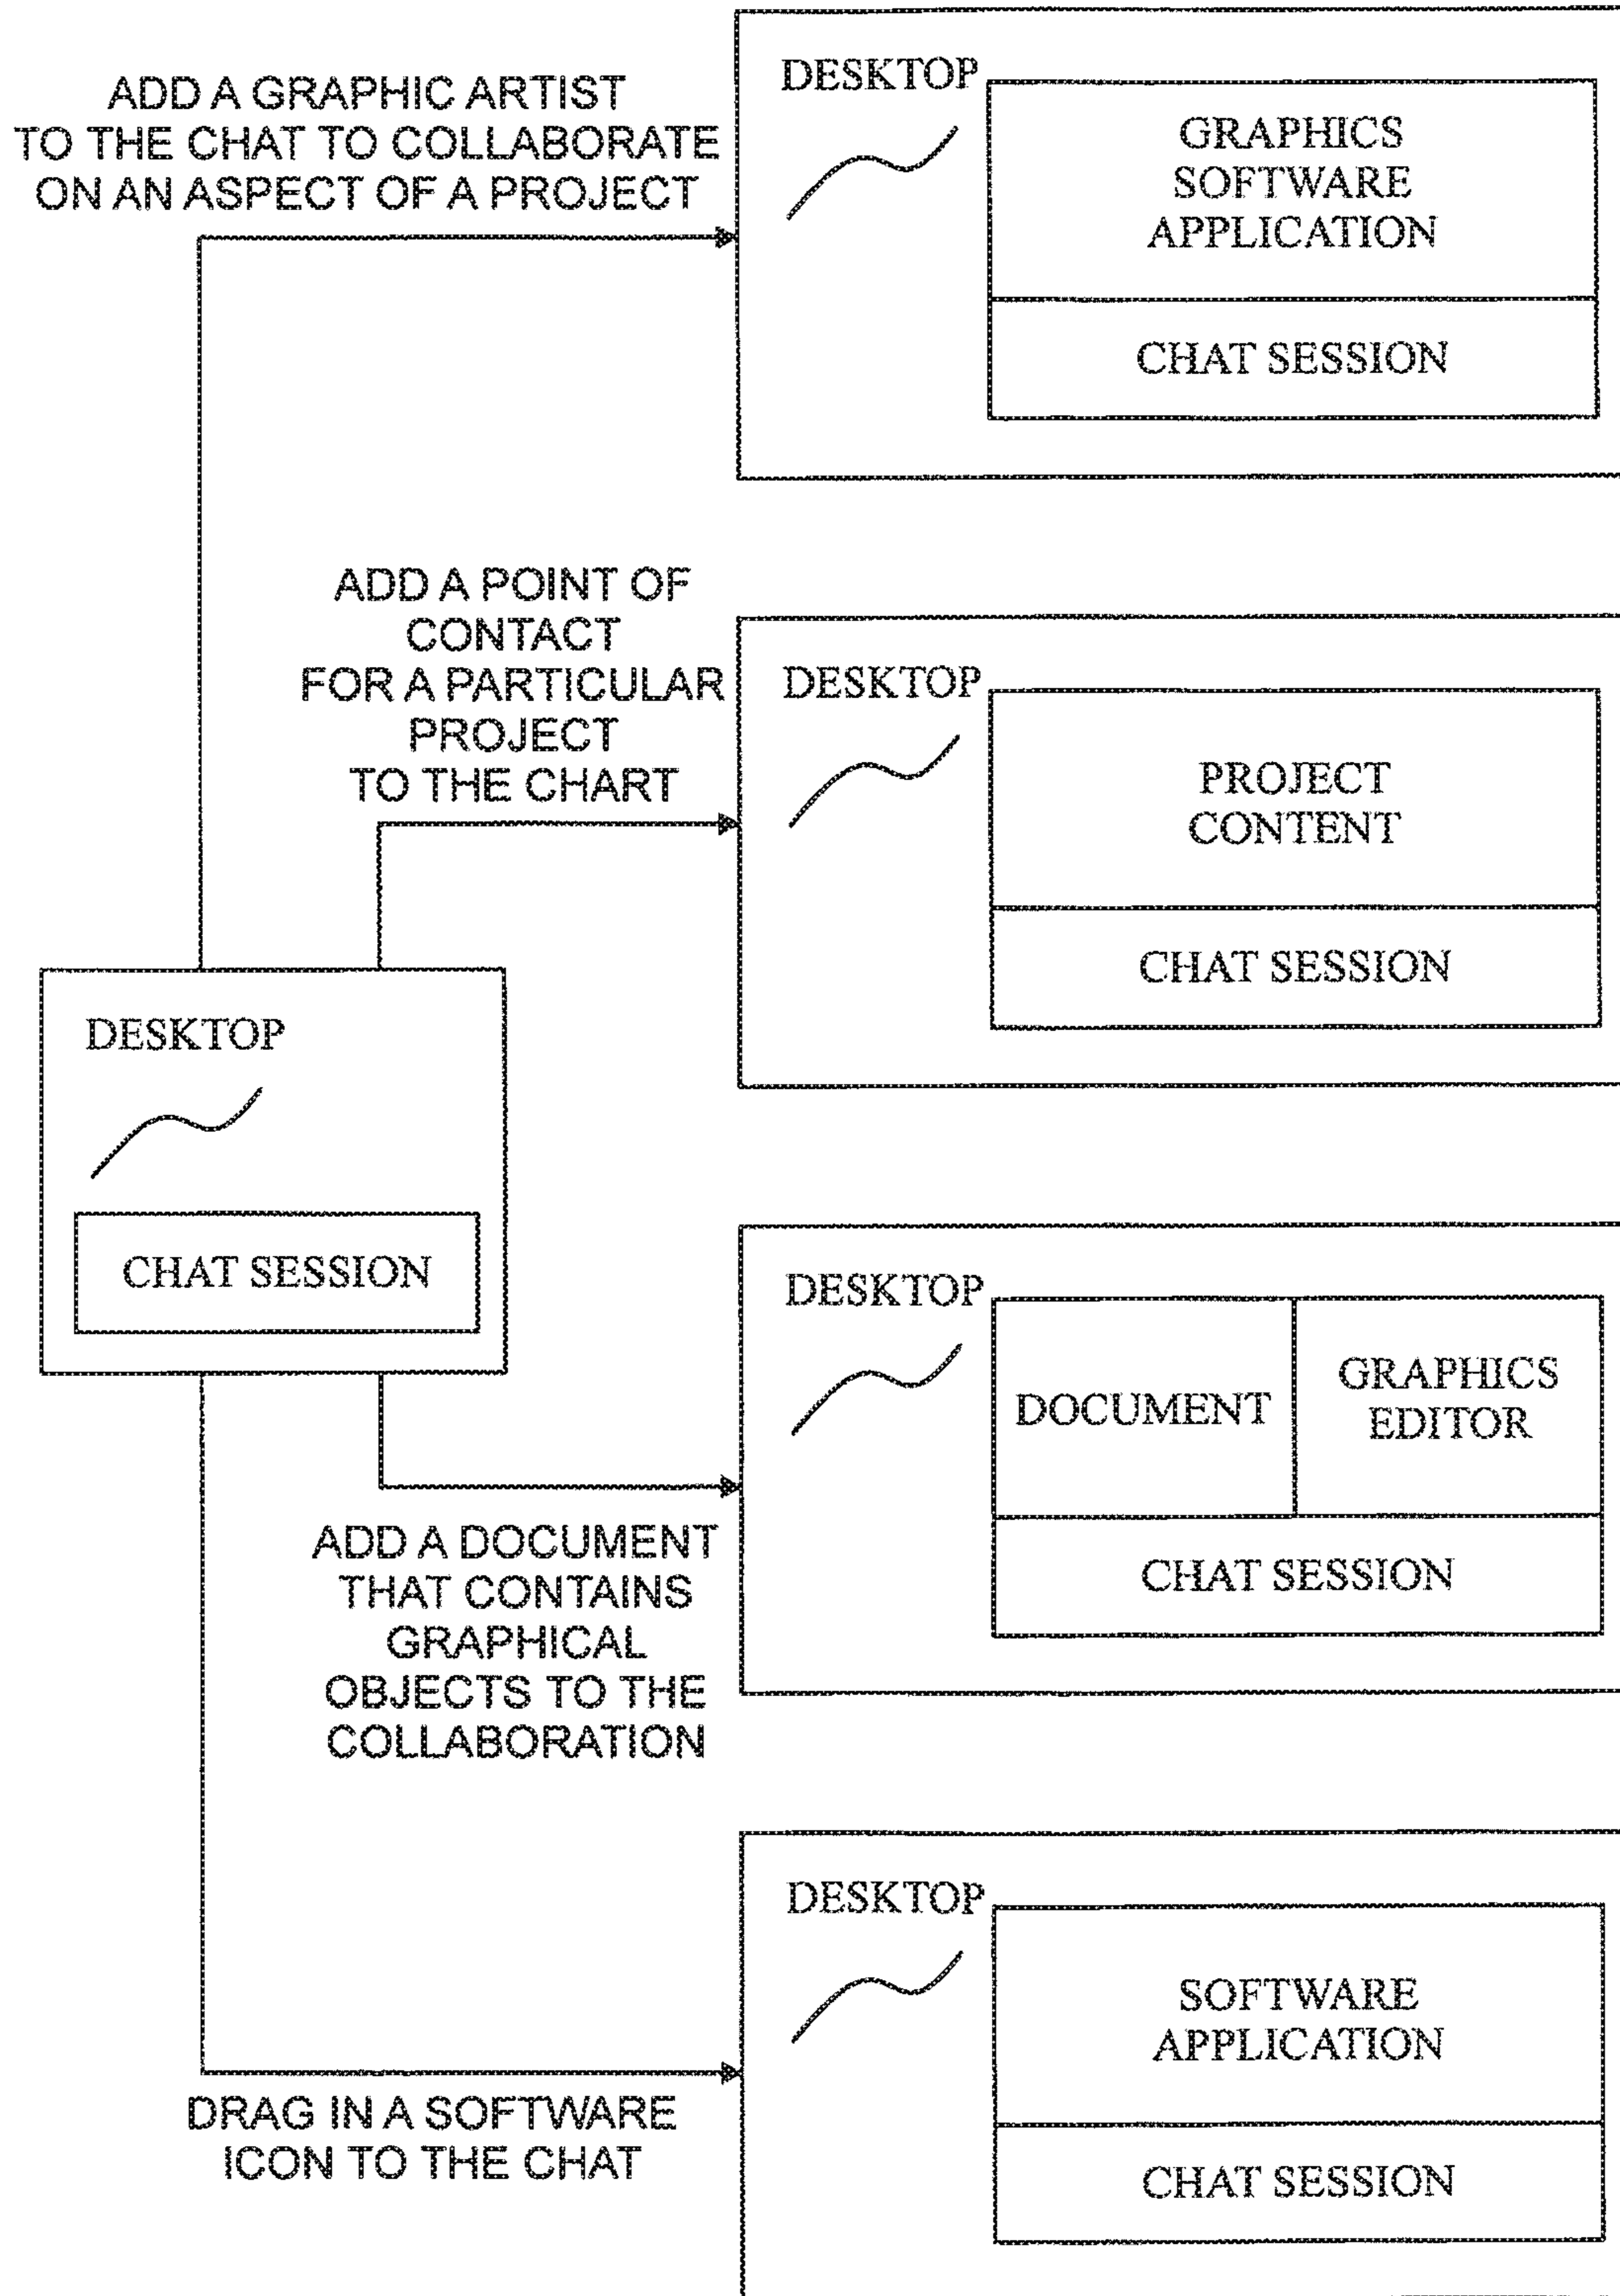 ADD A GRAPHIC ARTIST
TO THE CHAT TO COLLABORATE
ON AN ASPECT OF A PROJECT
DESKTOP
GRAPHICS
SOFTWARE
APPLICATION
CHAT SESSION
ADD A POINT OF
CONTACT
FOR A PARTICULAR
PROJECT
TO THE CHART
DESKTOP
PROJECT
CONTENT
CHAT SESSION
DESKTOP
CHAT SESSION
ADD A DOCUMENT
THAT CONTAINS
GRAPHICAL
OBJECTS TO THE
COLLABORATION
DESKTOP
DOCUMENT
GRAPHICS
EDITOR
CHAT SESSION
DRAG IN A SOFTWARE
ICON TO THE CHAT
DESKTOP
SOFTWARE
APPLICATION
CHAT SESSION